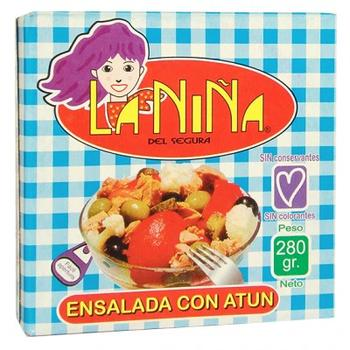 LA NIÑA
®
DEL SEGURA
SIN conservantes
SIN colorantes
Peso
280
gr.
Neto
ENSALADA CON ATUN